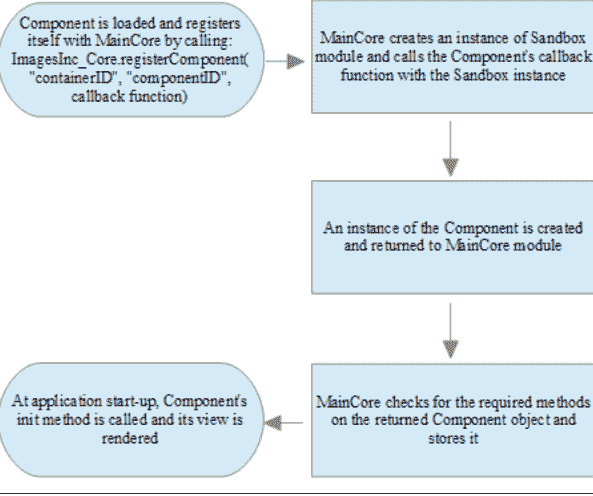 Component is loaded and registers
itself with MainCore by calling:
ImagesInc_Core.registerComponent(
"containerID", "componentID",
callback function)
MainCore creates an instance of Sandbox
module and calls the Component's callback
function with the Sandbox instance
An instance of the Component is created
and returned to MainCore module
MainCore checks for the required methods
on the returned Component object and
stores it
At application start-up, Component's
init method is called and its view is
rendered